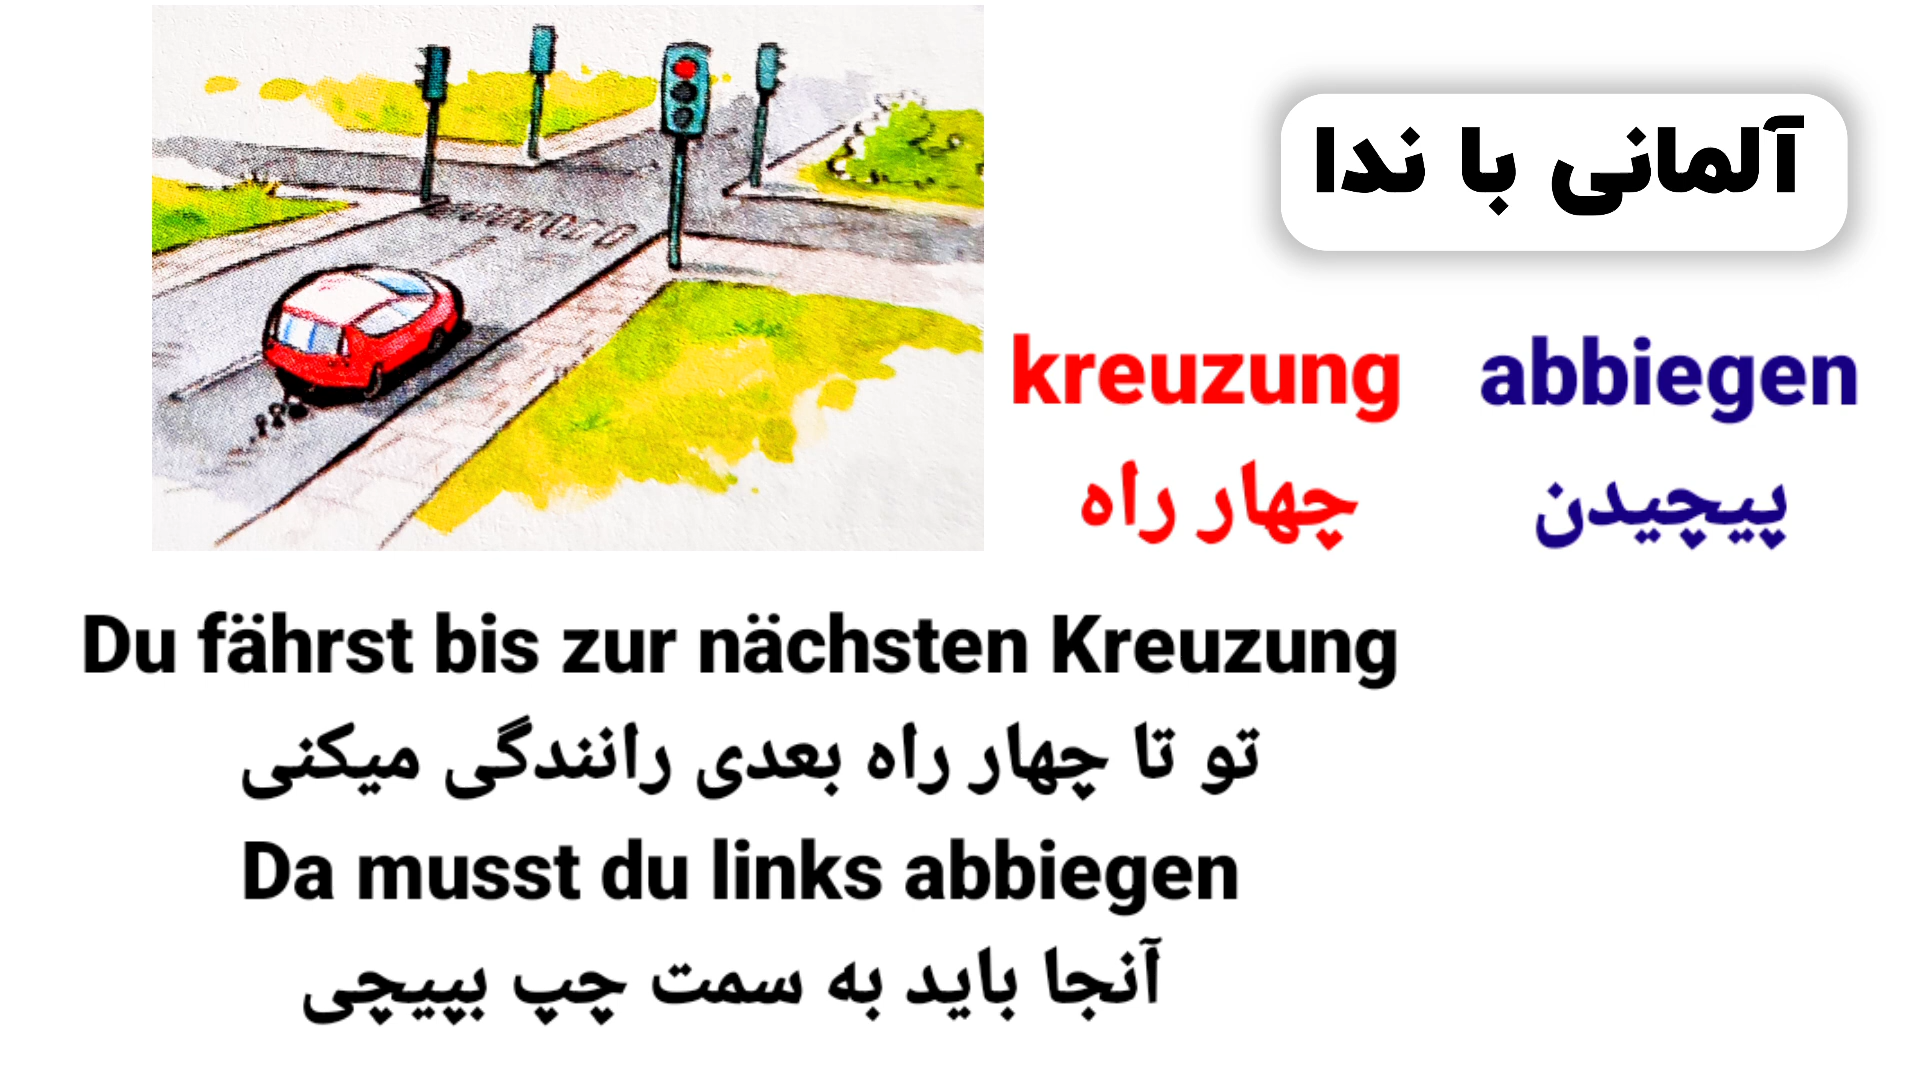 آلمانی با ندا
kreuzung abbiegen
چهار راه پیچیدن
Du fährst bis zur nächsten Kreuzung
تو تا چهار راه بعدی رانندگی میکنی
Da musst du links abbiegen
آنجا باید به سمت چپ بپیچی